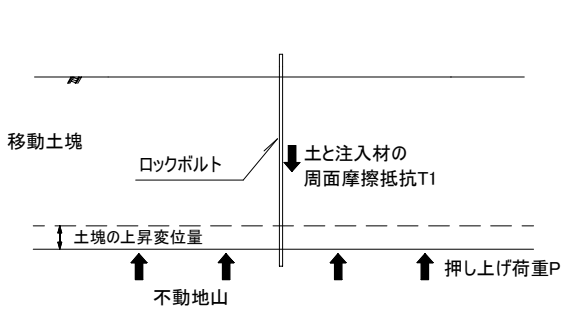 移動土塊
ロックボルト
土と注入材の
周面摩擦抵抗T1
土塊の上昇変位量
押し上げ荷重P
不動地山